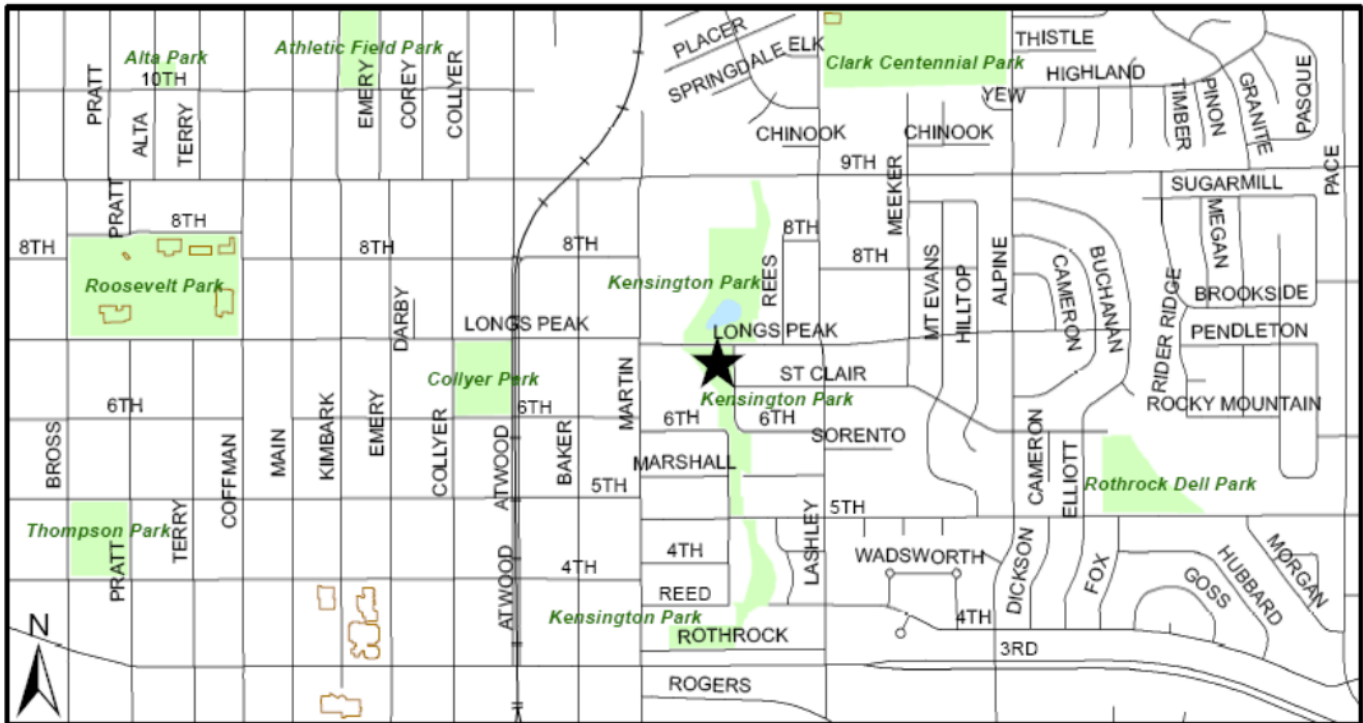 PLACER
ELK
SPRINGDALE
Clark Centennial Park
THISTLE
HIGHLAND
YEW
TIMBER
PINON
GRANITE
PASQUE
Alta Park
Athletic Field Park
10TH
PRATT
ALTA
TERRY
EMERY
COREY
COLLYER
CHINOOK
CHINOOK
9TH
MEEKER
SUGARMILL
PACE
PRATT
8TH
8TH
8TH
8TH
8TH
8TH
Roosevelt Park
Kensington Park
REES
MT EVANS
HILLTOP
ALPINE
CAMERON
BUCHANAN
MEGAN
RIDER RIDGE
BROOKSIDE
DARBY
LONGS PEAK
LONGS PEAK
PENDLETON
Collyer Park
MARTIN
ST CLAIR
Kensington Park
6TH
6TH
6TH
6TH
SORENTO
ROCKY MOUNTAIN
BROSS
COFFMAN
MAIN
KIMBARK
EMERY
COLLYER
ATWOOD
BAKER
MARSHALL
CAMERON
ELLIOTT
Rothrock Dell Park
5TH
5TH
Thompson Park
PRATT
TERRY
ATWOOD
4TH
4TH
LASHLEY
WADSWORTH
DICKSON
FOX
GOSS
HUBBARD
MORGAN
REED
Kensington Park
ROTHROCK
4TH
3RD
ROGERS
N